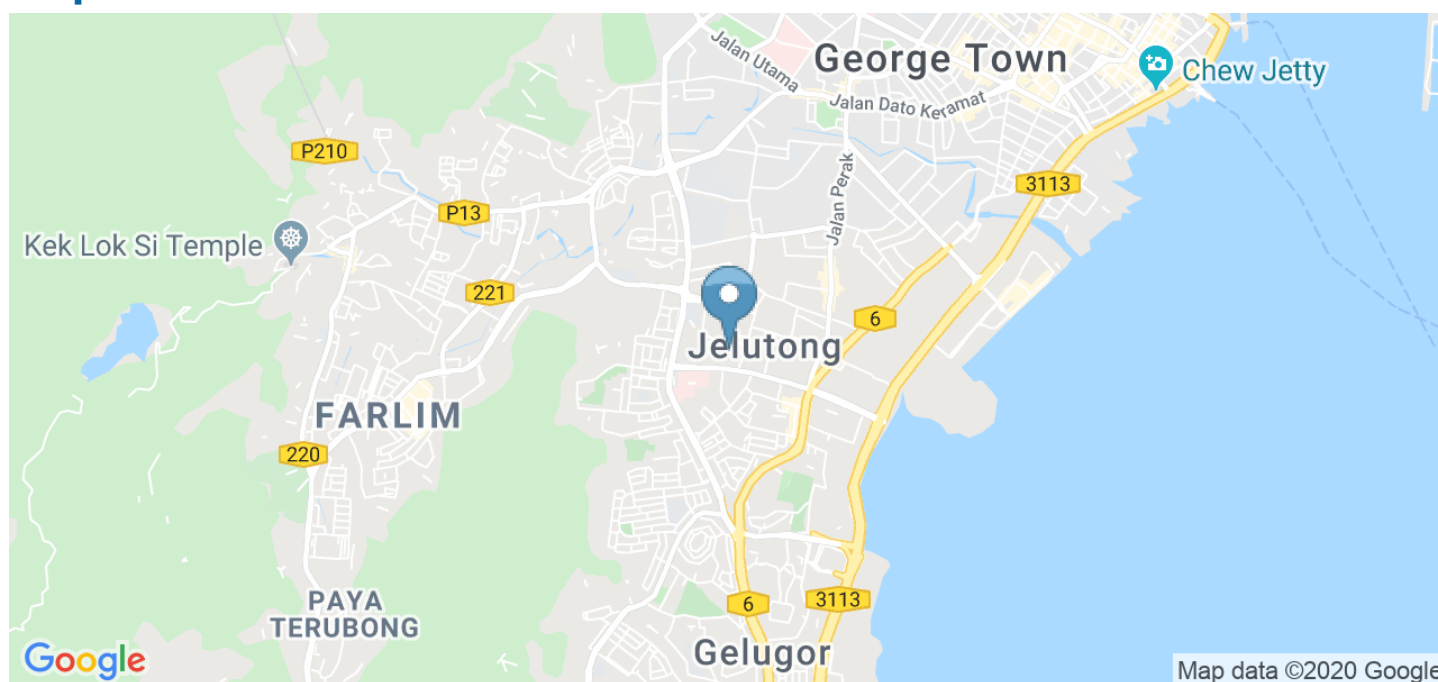 Jalan Utama
George Town
Chew Jetty
Jalan Dato Keramat
P210
Jalan Perak
3113
P13
Kek Lok Si Temple
221
6
Jelutong
FARLIM
220
PAYA
TERUBONG
6
3113
Gelugor
Google
Map data ©2020 Google